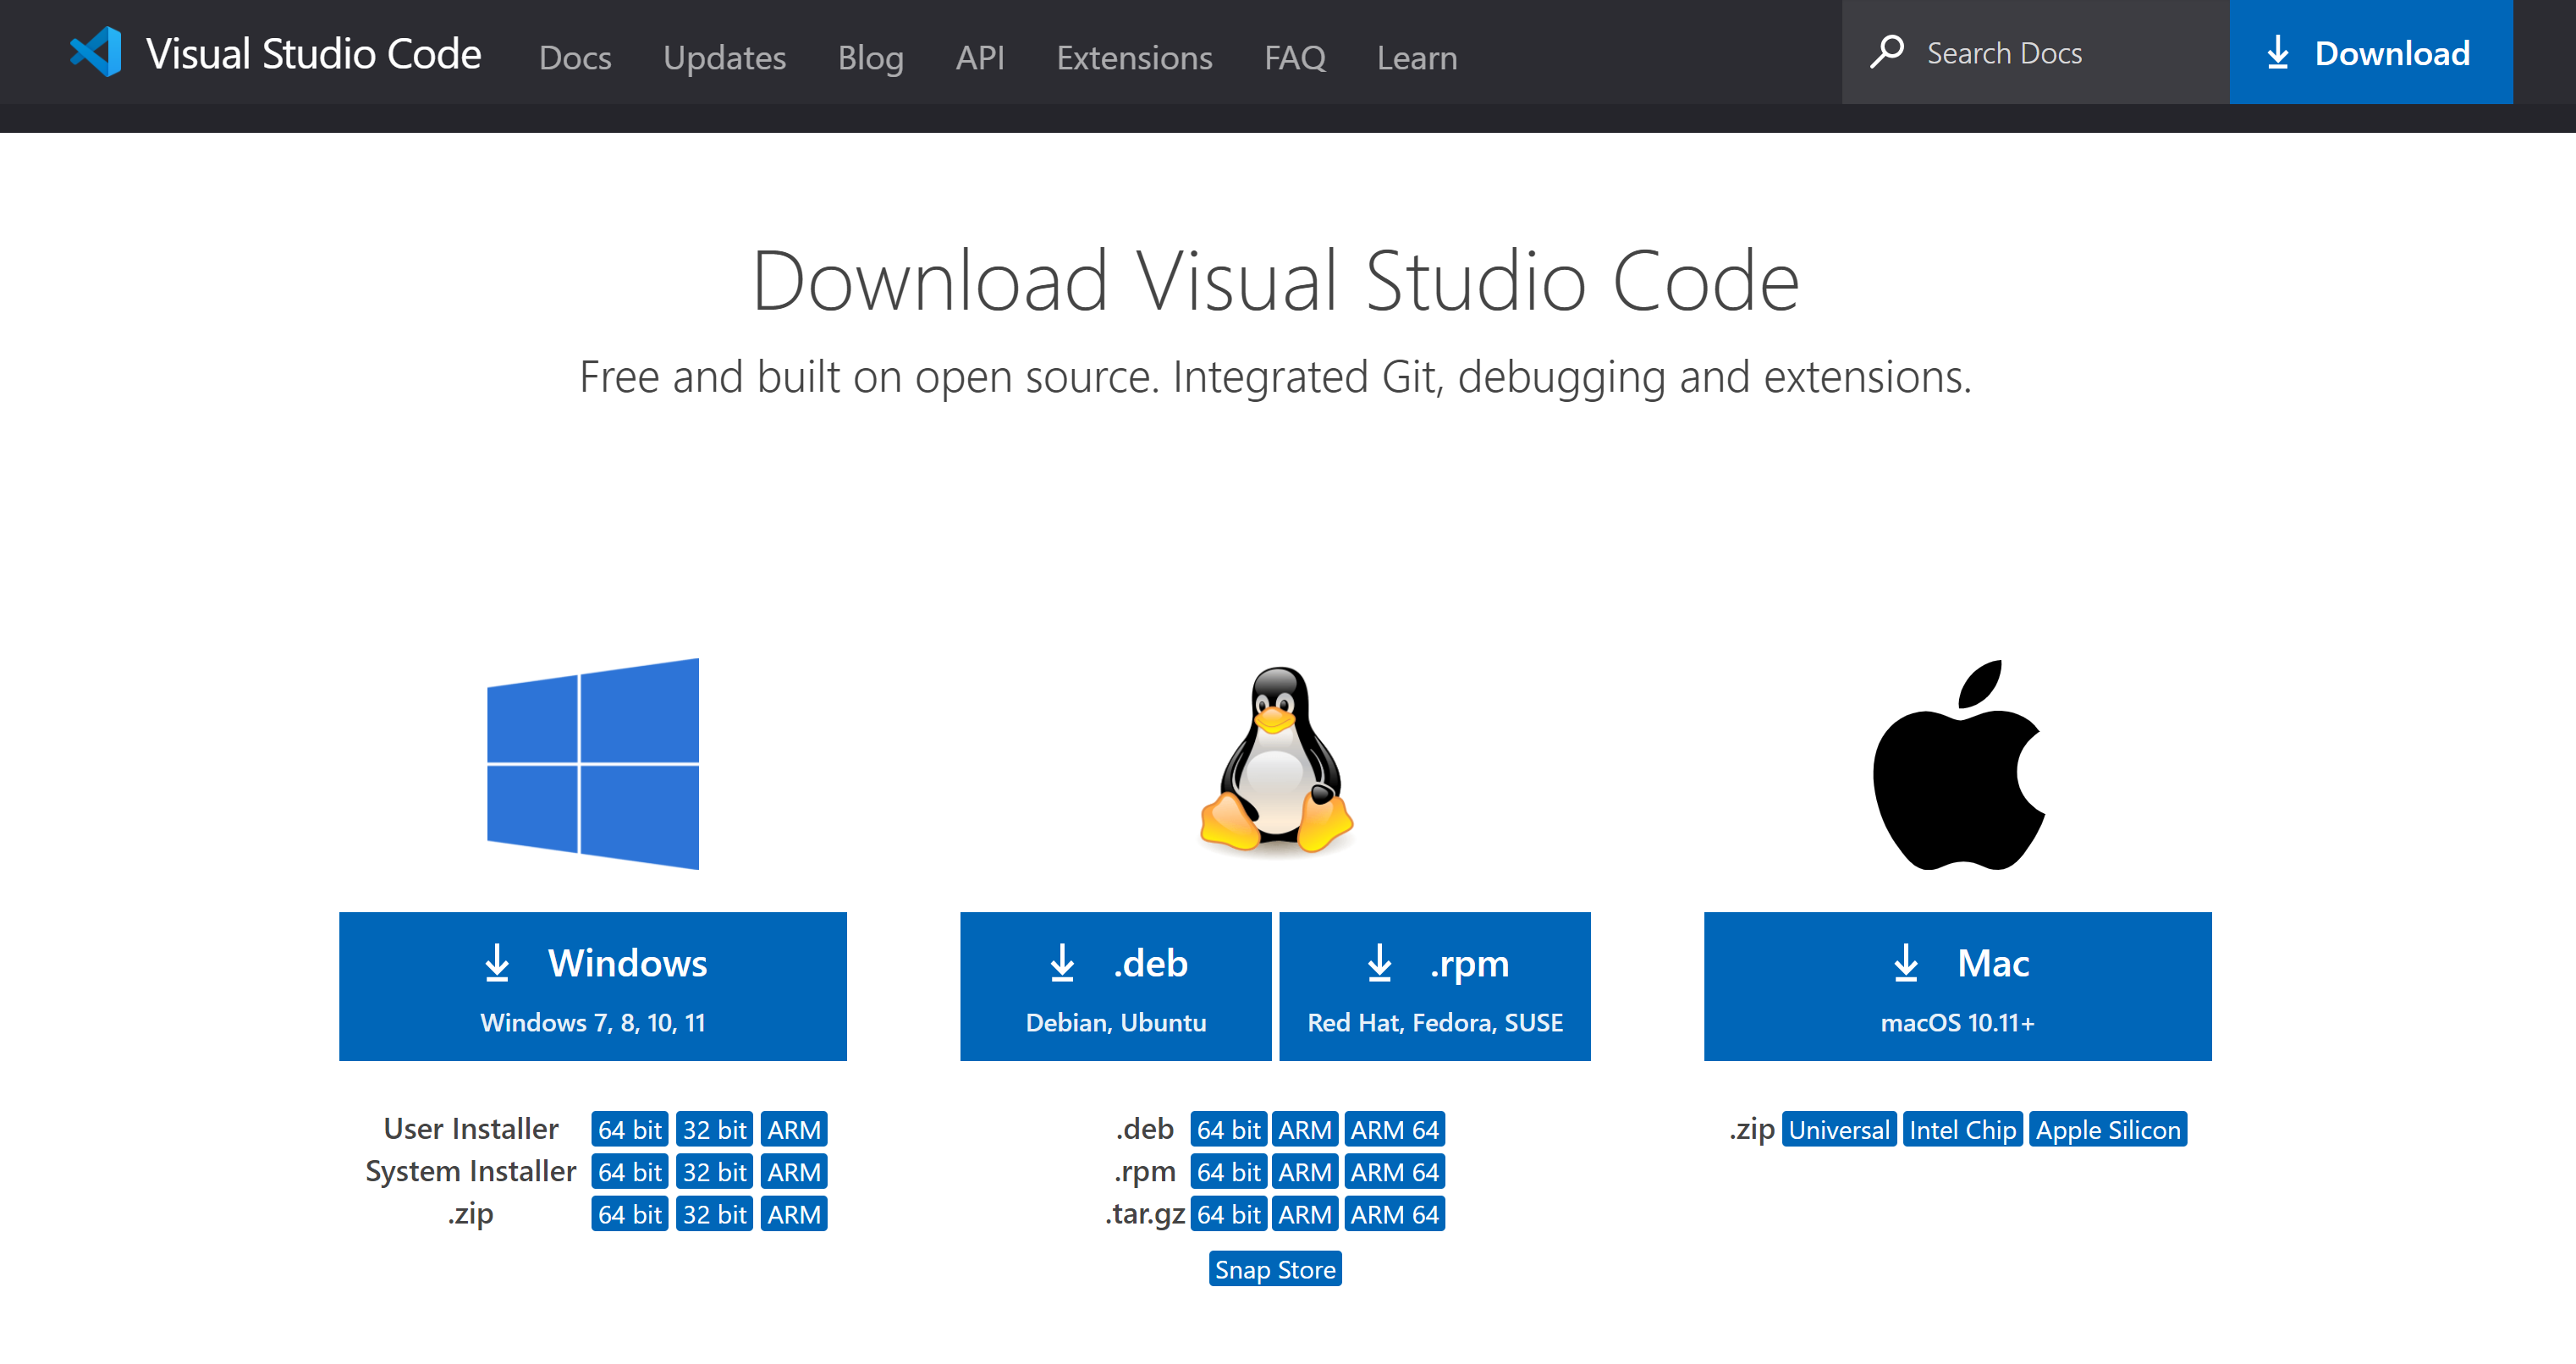 Visual Studio Code Docs Updates Blog API Extensions FAQ Learn Search Docs Download
Download Visual Studio Code
Free and built on open source. Integrated Git, debugging and extensions.
Windows
Windows 7, 8, 10, 11
User Installer 64 bit 32 bit ARM
System Installer 64 bit 32 bit ARM
.zip 64 bit 32 bit ARM
.deb
Debian, Ubuntu
.rpm
Red Hat, Fedora, SUSE
.deb 64 bit ARM ARM 64
.rpm 64 bit ARM ARM 64
.tar.gz 64 bit ARM ARM 64
Snap Store
Mac
macOS 10.11+
.zip Universal Intel Chip Apple Silicon